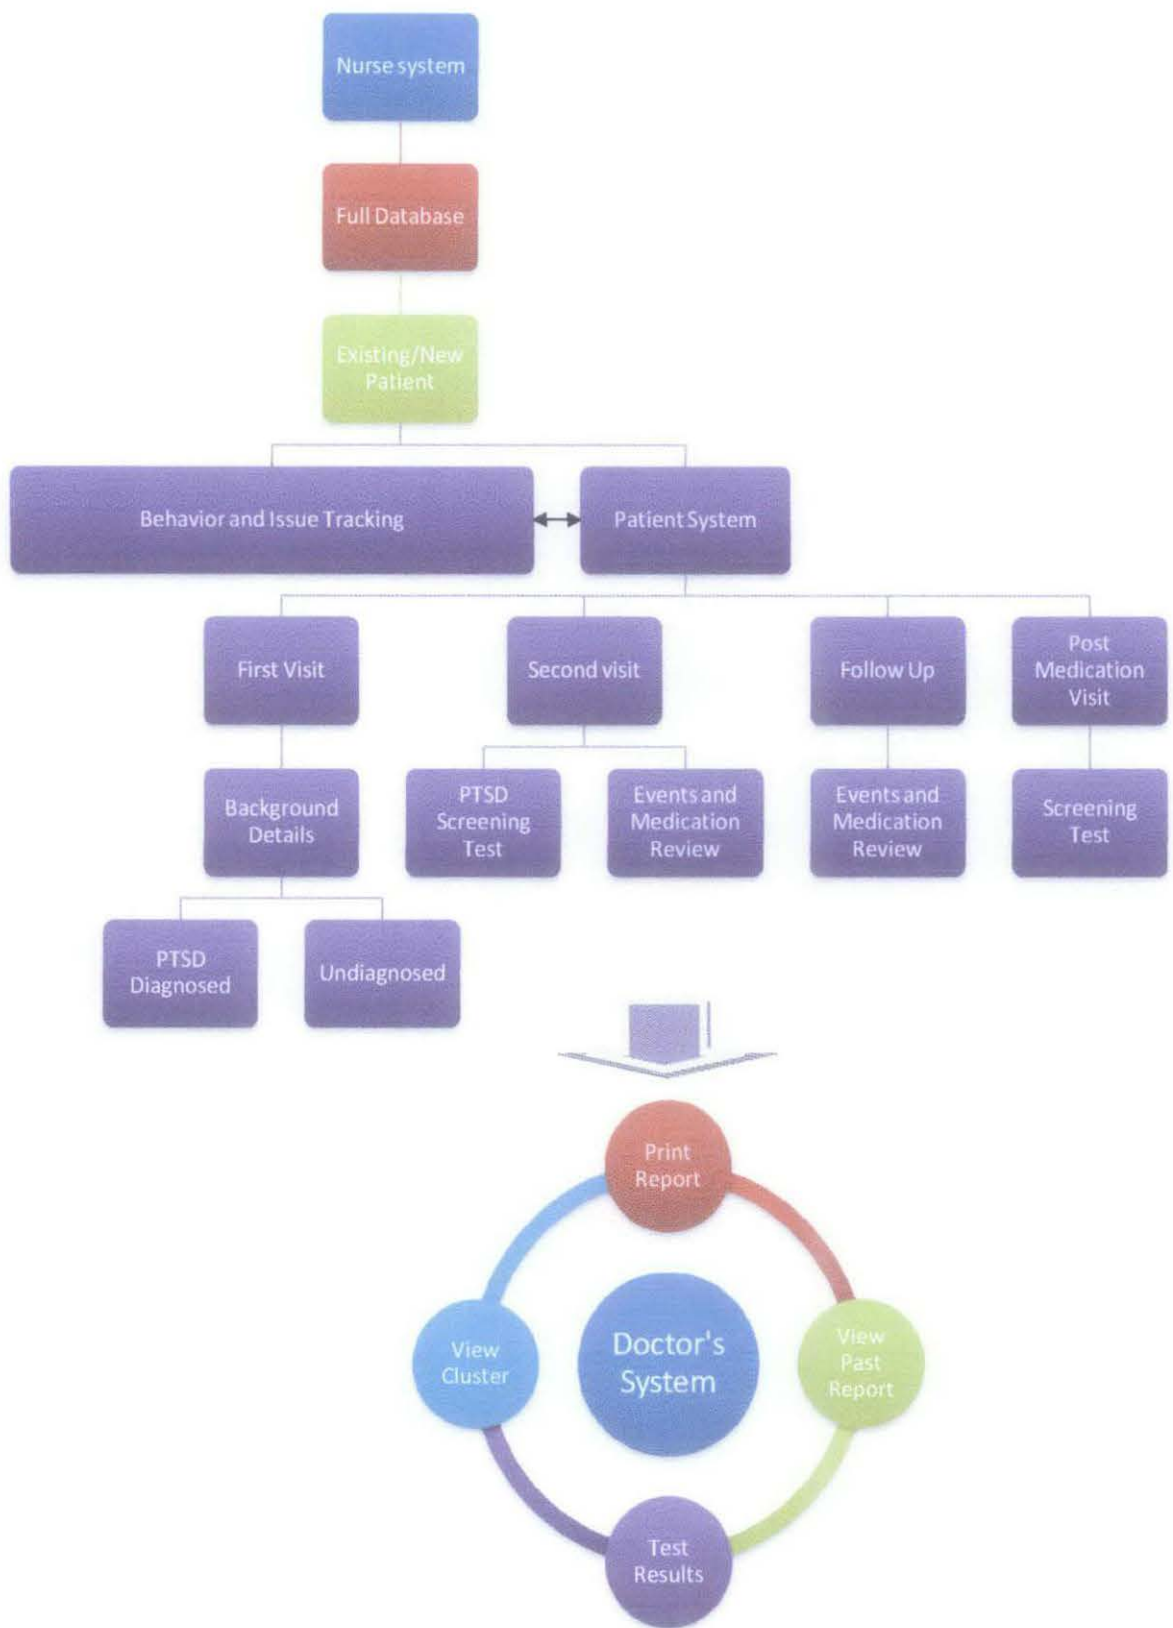 Nurse system
Full Database
Existing/New
Patient
Behavior and Issue Tracking
Patient System
First Visit
Second visit
Follow Up
Post
Medication
Visit
Background
Details
PTSD
Screening
Test
Events and
Medication
Review
Events and
Medication
Review
Screening
Test
PTSD
Diagnosed
Undiagnosed
Print
Report
View
Cluster
Doctor's
System
View
Past
Report
Test
Results